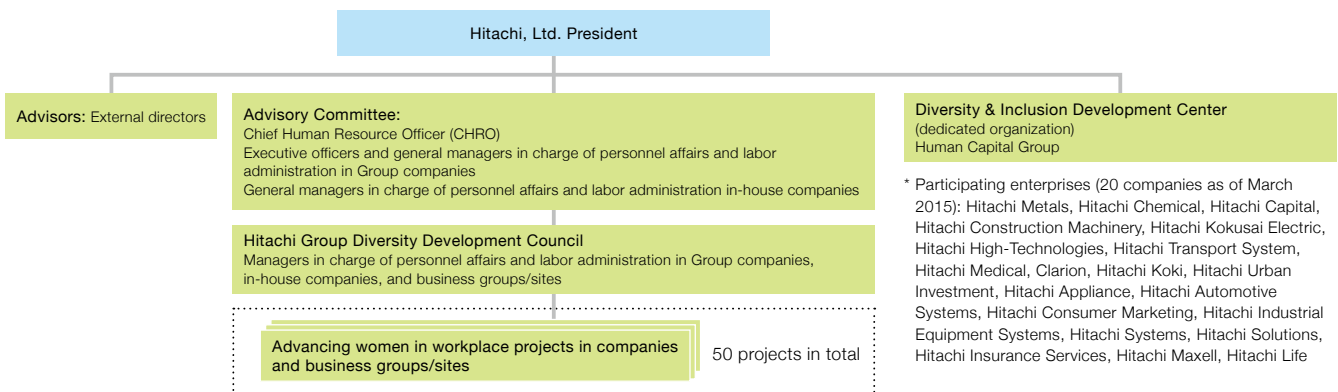 Hitachi, Ltd. President
Advisors: External directors
Advisory Committee:
Chief Human Resource Officer (CHRO)
Executive officers and general managers in charge of personnel affairs and labor
administration in Group companies
General managers in charge of personnel affairs and labor administration in-house companies
Diversity & Inclusion Development Center
(dedicated organization)
Human Capital Group
* Participating enterprises (20 companies as of March
2015): Hitachi Metals, Hitachi Chemical, Hitachi Capital,
Hitachi Construction Machinery, Hitachi Kokusai Electric,
Hitachi High-Technologies, Hitachi Transport System,
Hitachi Medical, Clarion, Hitachi Koki, Hitachi Urban
Investment, Hitachi Appliance, Hitachi Automotive
Systems, Hitachi Consumer Marketing, Hitachi Industrial
Equipment Systems, Hitachi Systems, Hitachi Solutions,
Hitachi Insurance Services, Hitachi Maxell, Hitachi Life
Hitachi Group Diversity Development Council
Managers in charge of personnel affairs and labor administration in Group companies,
in-house companies, and business groups/sites
Advancing women in workplace projects in companies
and business groups/sites
50 projects in total